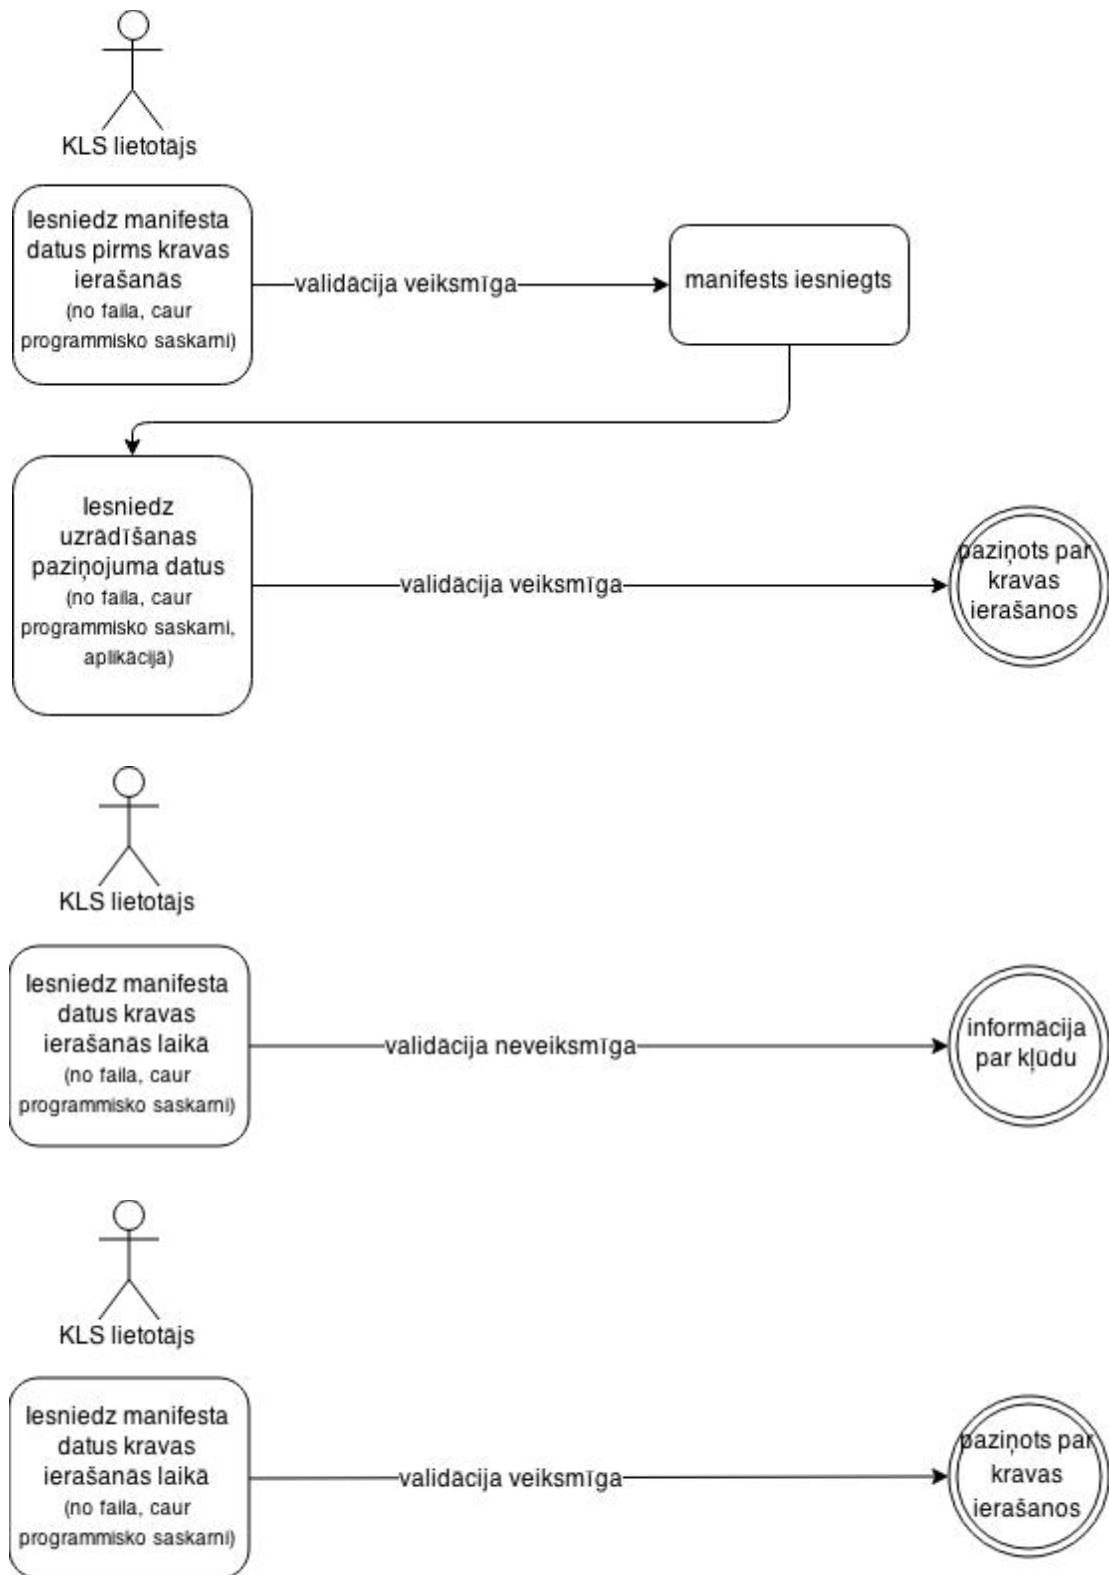 KLS lietotājs
Iesniedz manifesta
datus pirms kravas
ierašanās
(no faila, caur
programmisko saskarni)
validācija veiksmīga
manifests iesniegts
Iesniedz
uzrādīšanas
paziņojuma datus
(no faila, caur
programmisko saskarni,
aplikācijā)
validācija veiksmīga
paziņots par
kravas
ierašanos
KLS lietotājs
Iesniedz manifesta
datus kravas
ierašanās laikā
(no faila, caur
programmisko saskarni)
validācija neveiksmīga
informācija
par kļūdu
KLS lietotājs
Iesniedz manifesta
datus kravas
ierašanās laikā
(no faila, caur
programmisko saskarni)
validācija veiksmīga
paziņots par
kravas
ierašanos